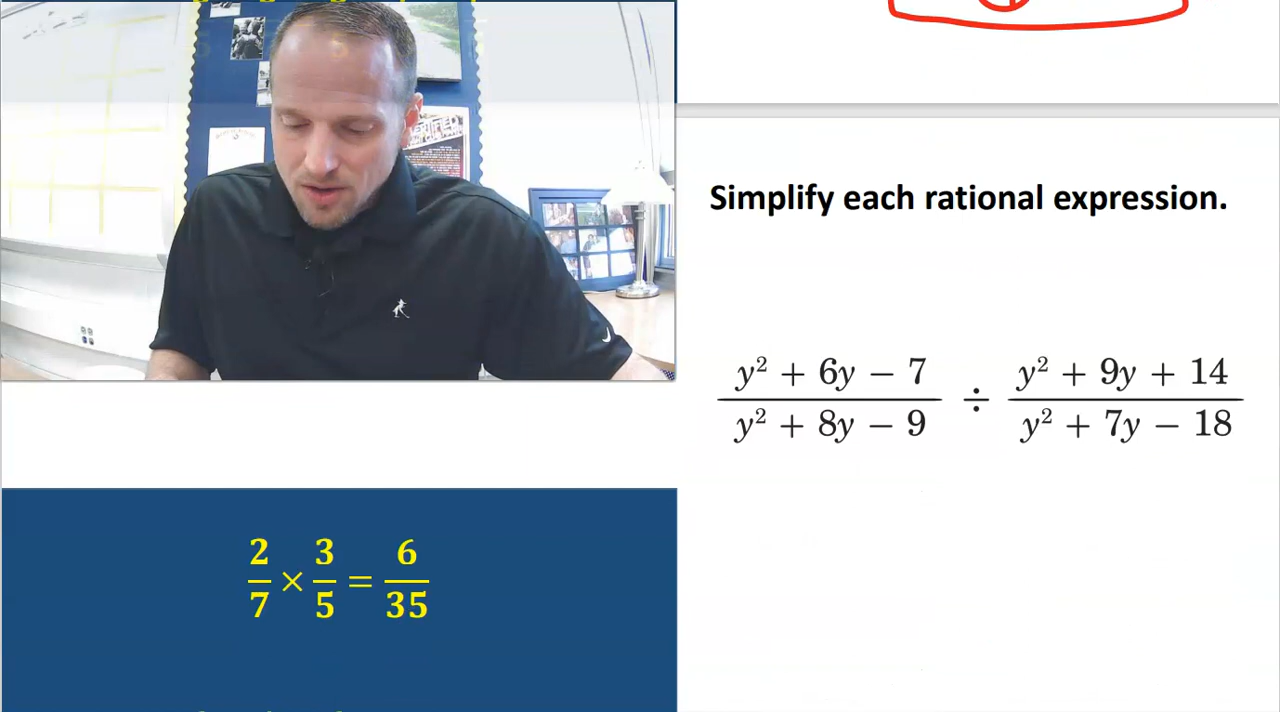 CERTIFIED
Simplify each rational expression.
y² + 6y − 7 / y² + 8y − 9 ÷ y² + 9y + 14 / y² + 7y − 18
2/7 × 3/5 = 6/35